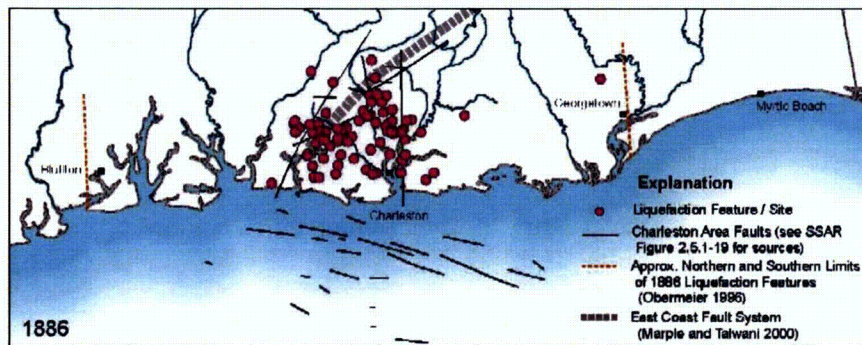 Georgetown
Myrtle Beach
Bluffton
Charleston
Explanation
Liquefaction Feature / Site
Charleston Area Faults (see SSAR
Figure 2.5.1-19 for sources)
Approx. Northern and Southern Limits
of 1886 Liquefaction Features
(Obermeier 1996)
East Coast Fault System
(Marple and Talwani 2000)
1886